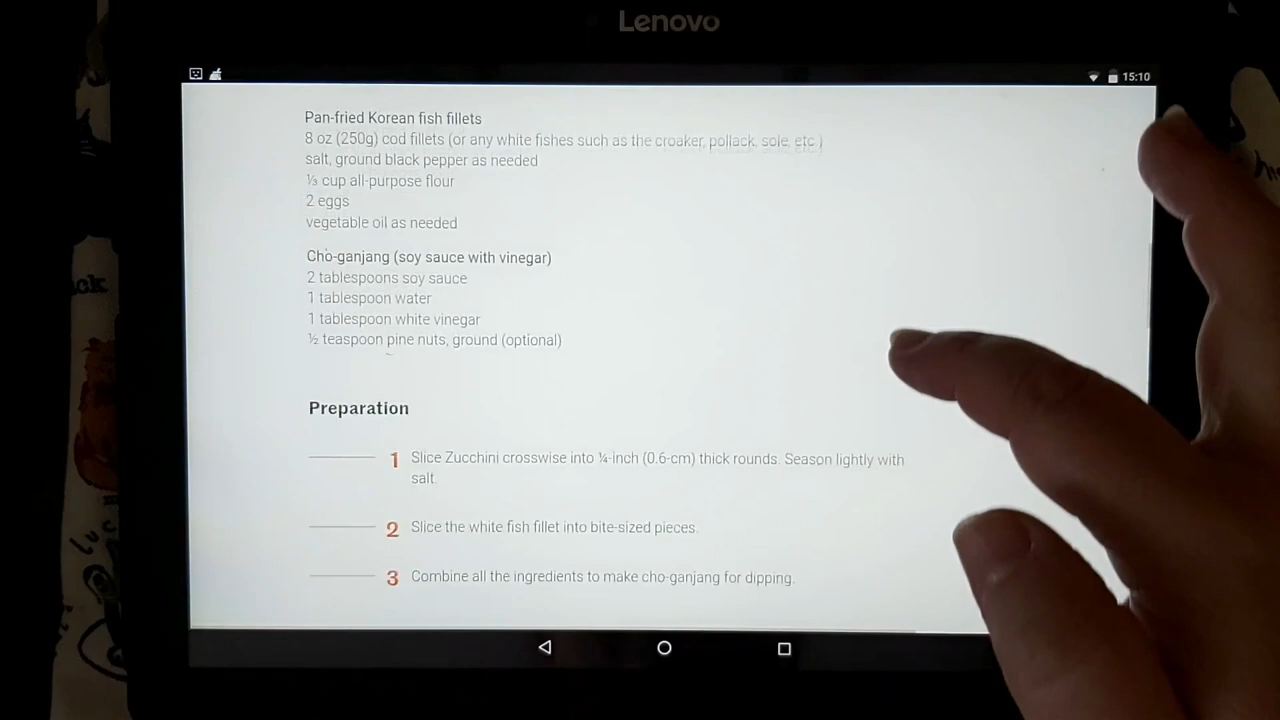 Lenovo
15:10
Pan-fried Korean fish fillets
8 oz (250g) cod fillets (or any white fishes such as the croaker, pollack, sole, etc.)
salt, ground black pepper as needed
⅓ cup all-purpose flour
2 eggs
vegetable oil as needed
Cho-ganjang (soy sauce with vinegar)
2 tablespoons soy sauce
1 tablespoon water
1 tablespoon white vinegar
½ teaspoon pine nuts, ground (optional)
Preparation
1 Slice Zucchini crosswise into ¼-inch (0.6-cm) thick rounds. Season lightly with
salt.
2 Slice the white fish fillet into bite-sized pieces.
3 Combine all the ingredients to make cho-ganjang for dipping.